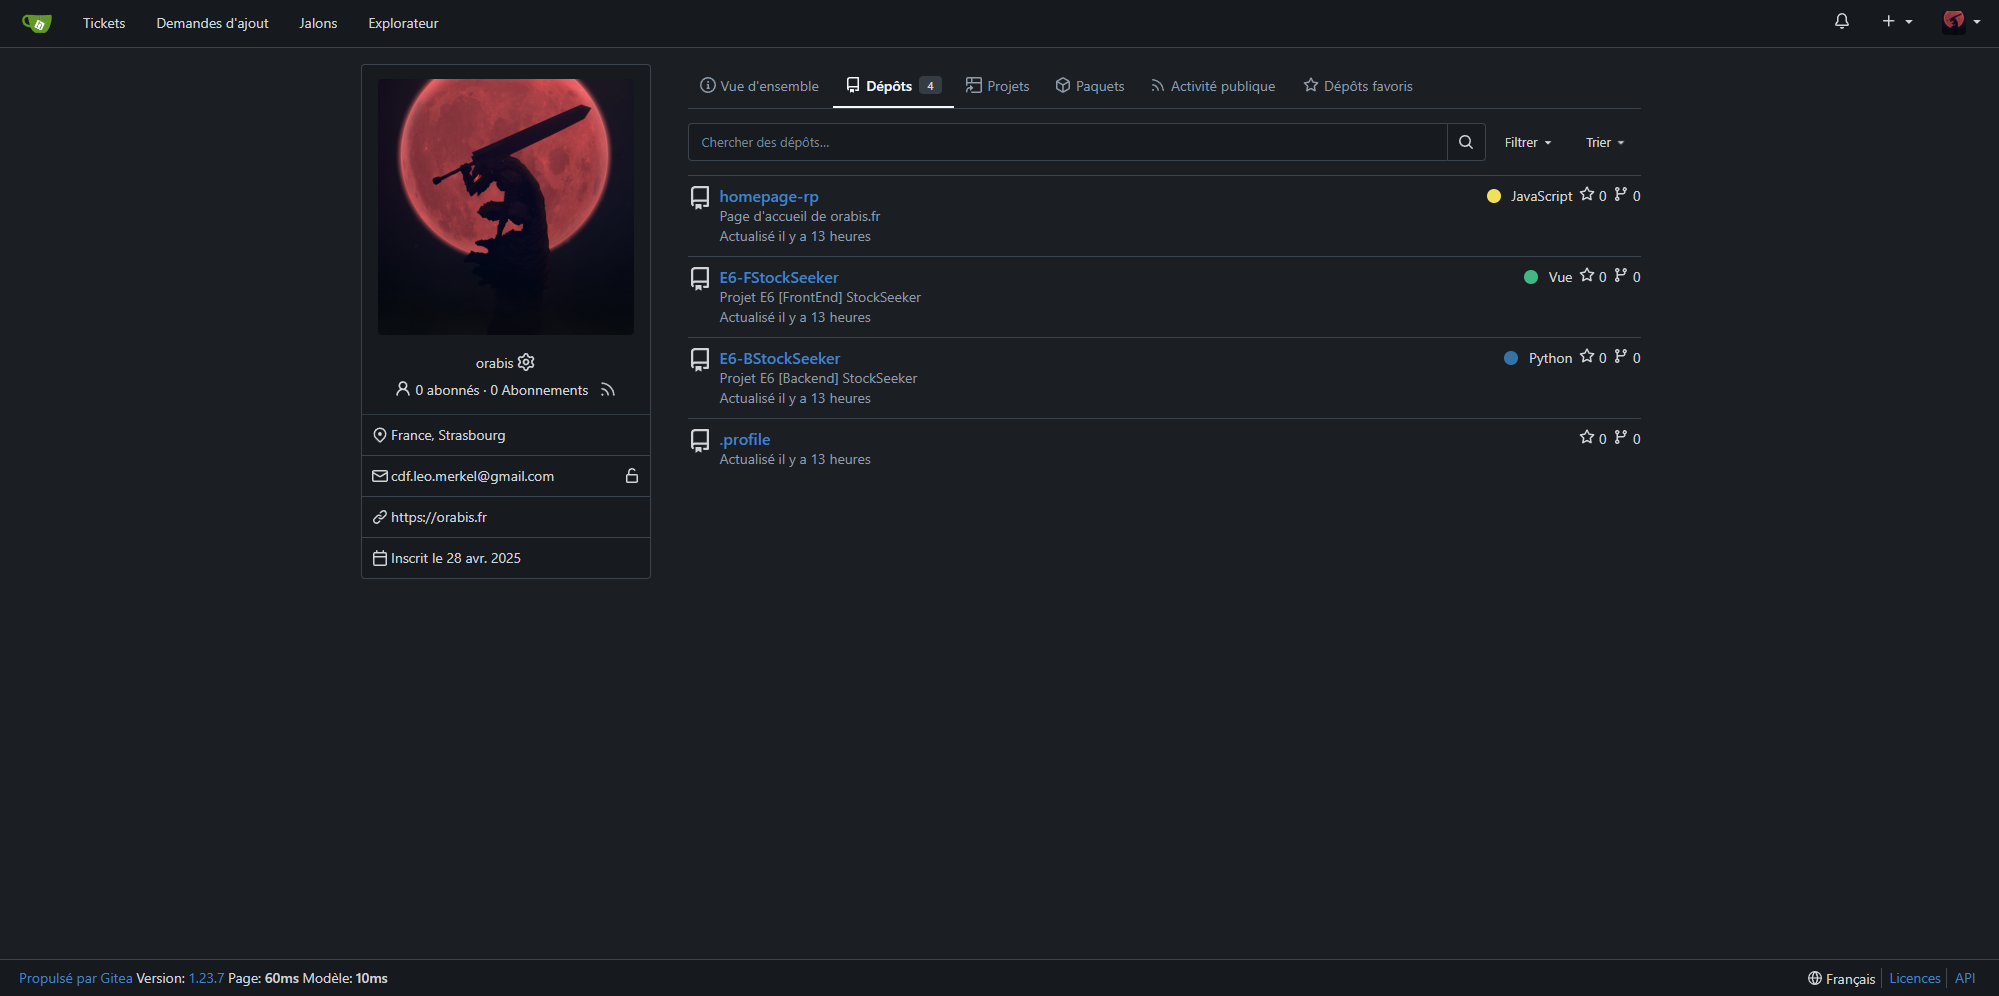 Tickets Demandes d'ajout Jalons Explorateur
orabis
0 abonnés · 0 Abonnements
France, Strasbourg
cdf.leo.merkel@gmail.com
https://orabis.fr
Inscrit le 28 avr. 2025
Vue d'ensemble Dépôts 4 Projets Paquets Activité publique Dépôts favoris
Chercher des dépôts... Filtrer Trier
homepage-rp JavaScript 0 0
Page d'accueil de orabis.fr
Actualisé il y a 13 heures
E6-FStockSeeker Vue 0 0
Projet E6 [FrontEnd] StockSeeker
Actualisé il y a 13 heures
E6-BStockSeeker Python 0 0
Projet E6 [Backend] StockSeeker
Actualisé il y a 13 heures
.profile 0 0
Actualisé il y a 13 heures
Propulsé par Gitea Version: 1.23.7 Page: 60ms Modèle: 10ms Français Licences API